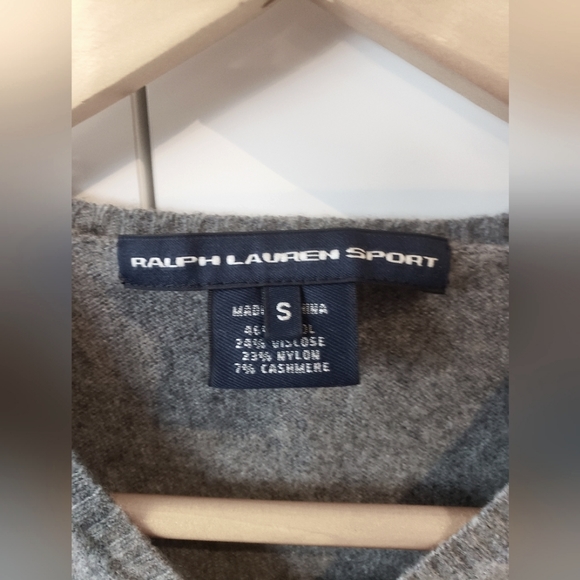 RALPH LAUREN SPORT
S
24% VISCOSE
23% NYLON
7% CASHMERE